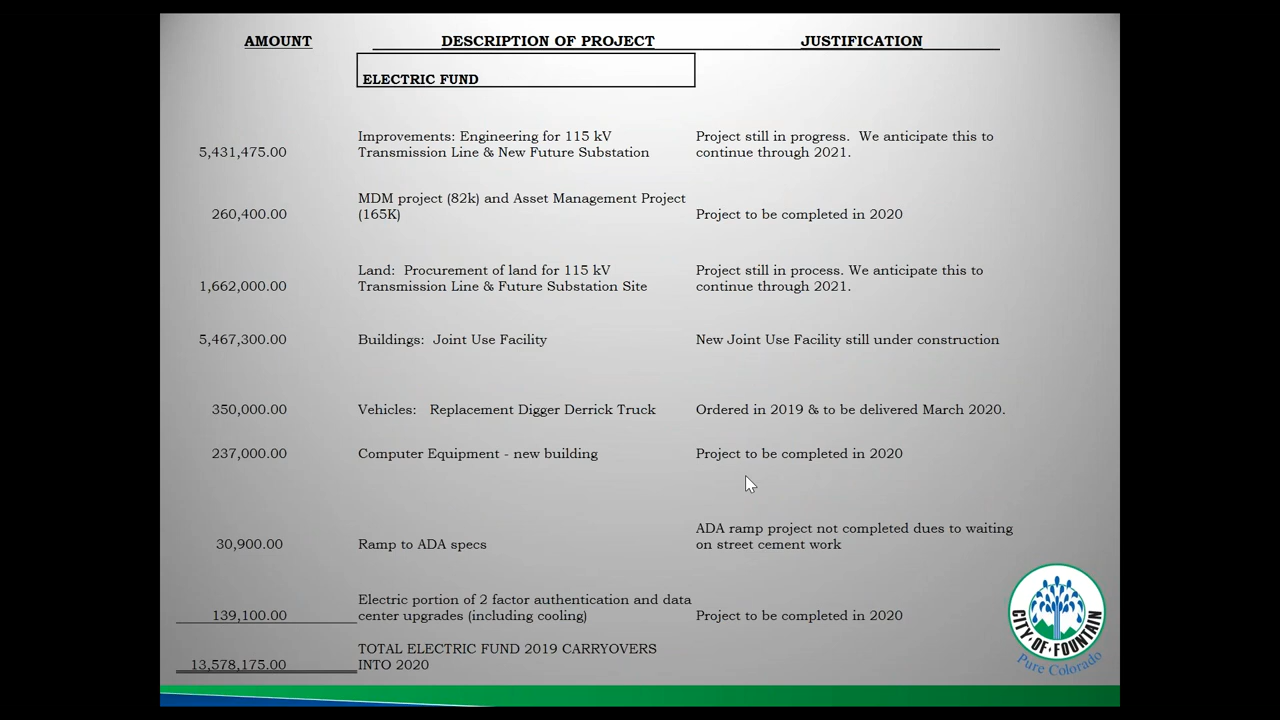 AMOUNT DESCRIPTION OF PROJECT JUSTIFICATION
ELECTRIC FUND
Improvements: Engineering for 115 kV Project still in progress. We anticipate this to
5,431,475.00 Transmission Line & New Future Substation continue through 2021.
MDM project (82k) and Asset Management Project
260,400.00 (165K) Project to be completed in 2020
Land: Procurement of land for 115 kV Project still in process. We anticipate this to
1,662,000.00 Transmission Line & Future Substation Site continue through 2021.
5,467,300.00 Buildings: Joint Use Facility New Joint Use Facility still under construction
350,000.00 Vehicles: Replacement Digger Derrick Truck Ordered in 2019 & to be delivered March 2020.
237,000.00 Computer Equipment - new building Project to be completed in 2020
ADA ramp project not completed dues to waiting
30,900.00 Ramp to ADA specs on street cement work
Electric portion of 2 factor authentication and data
139,100.00 center upgrades (including cooling) Project to be completed in 2020
TOTAL ELECTRIC FUND 2019 CARRYOVERS
13,578,175.00 INTO 2020
CITY·OF·FOUNTAIN
Pure Colorado